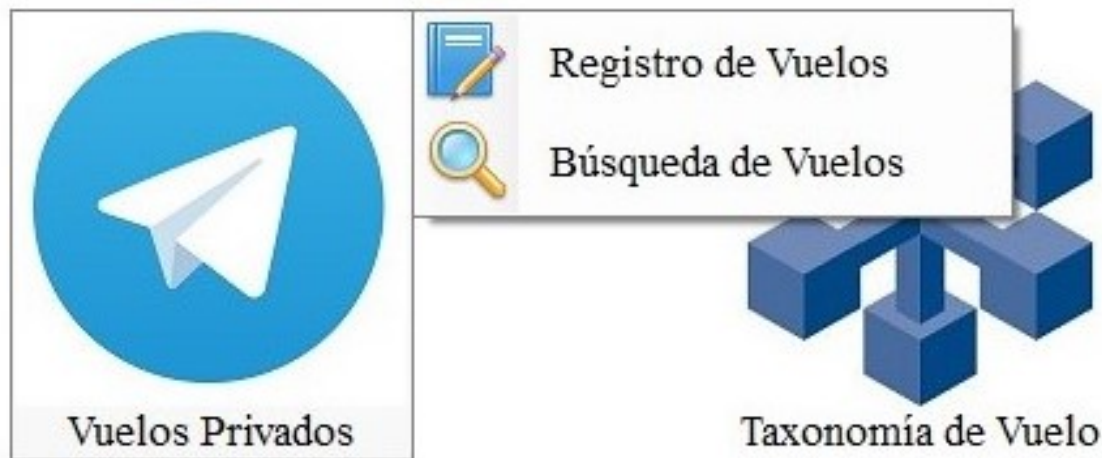 Registro de Vuelos
Búsqueda de Vuelos
Vuelos Privados
Taxonomía de Vuelo